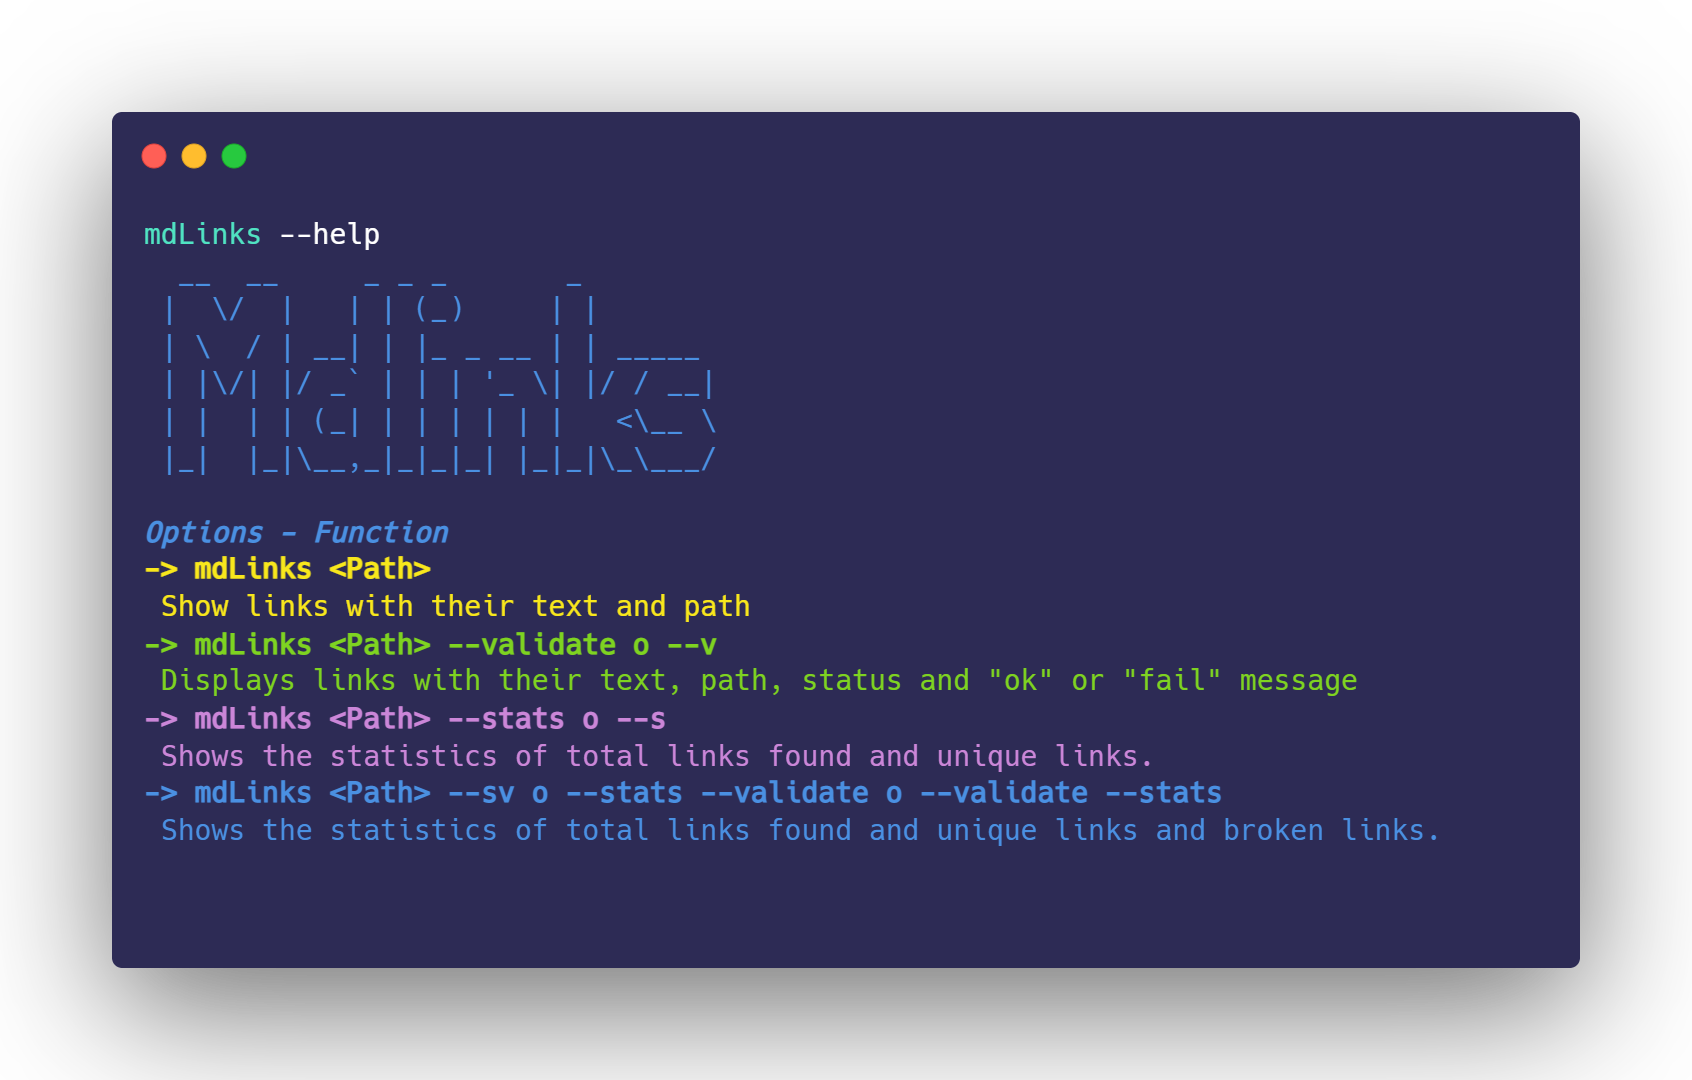 mdLinks --help
  __  __     _ _ _       _
 |  \/  |   | | (_)     | |
 | \  / | __| | |_ _ __ | | _____
 | |\/| |/ _` | | | '_ \| |/ / __|
 | |  | | (_| | | | | | |   <\__ \
 |_|  |_|\__,_|_|_|_| |_|_|\_\___/
Options - Function
-> mdLinks <Path>
 Show links with their text and path
-> mdLinks <Path> --validate o --v
 Displays links with their text, path, status and "ok" or "fail" message
-> mdLinks <Path> --stats o --s
 Shows the statistics of total links found and unique links.
-> mdLinks <Path> --sv o --stats --validate o --validate --stats
 Shows the statistics of total links found and unique links and broken links.